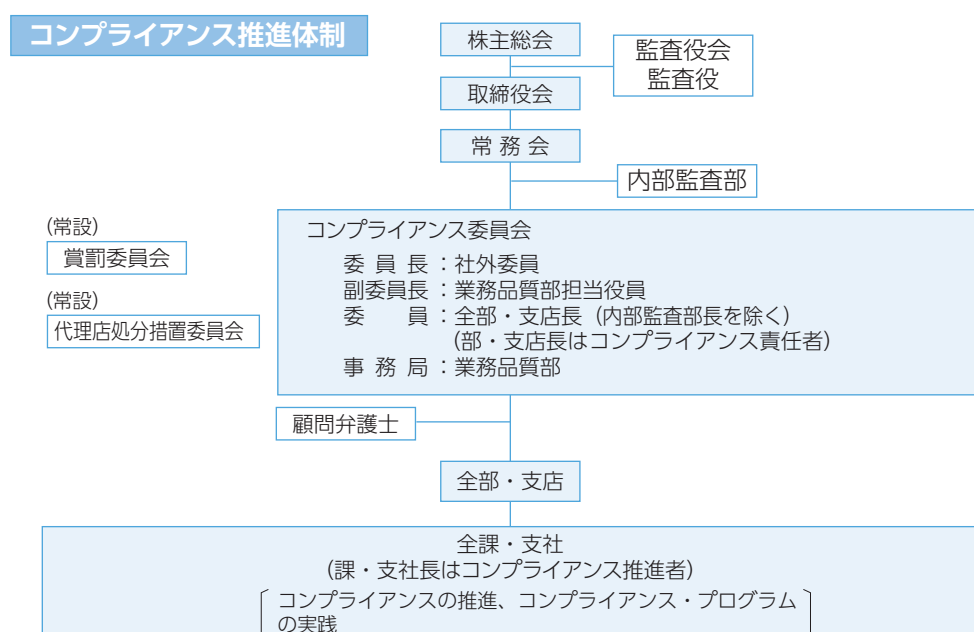 コンプライアンス推進体制
株主総会
監査役会
監査役
取締役会
常務会
内部監査部
(常設)
賞罰委員会
(常設)
代理店処分措置委員会
コンプライアンス委員会
委員長：社外委員
副委員長：業務品質部担当役員
委　員：全部・支店長（内部監査部長を除く）
（部・支店長はコンプライアンス責任者）
事務局：業務品質部
顧問弁護士
全部・支店
全課・支社
（課・支社長はコンプライアンス推進者）
コンプライアンスの推進、コンプライアンス・プログラム
の実践